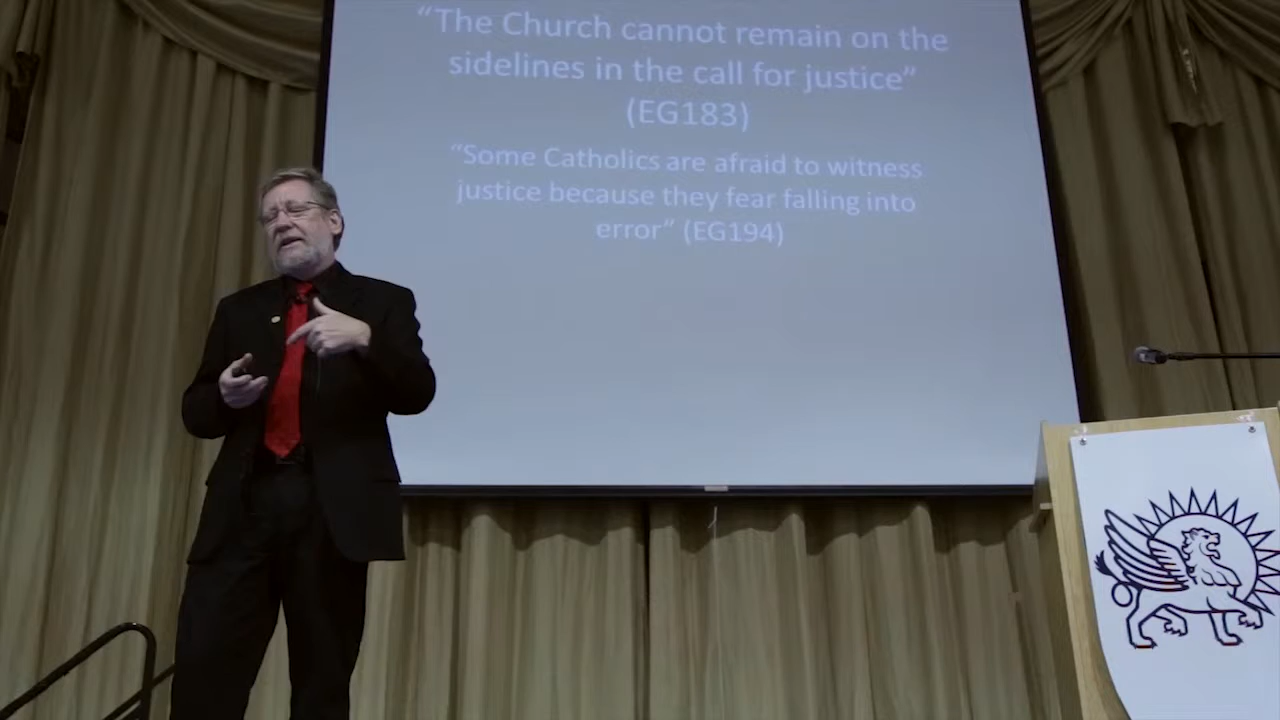 “The Church cannot remain on the
sidelines in the call for justice”
(EG183)
“Some Catholics are afraid to witness
justice because they fear falling into
error” (EG194)